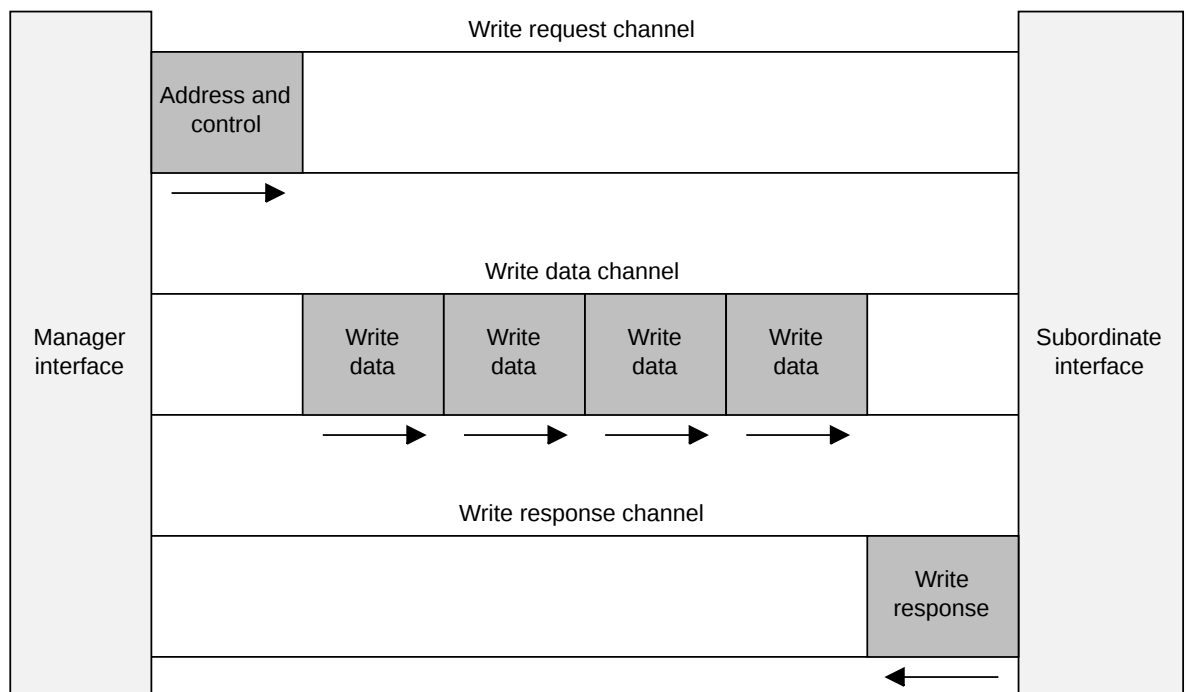 Write request channel
Address and
control
Write data channel
Manager
interface
Write
data
Write
data
Write
data
Write
data
Subordinate
interface
Write response channel
Write
response